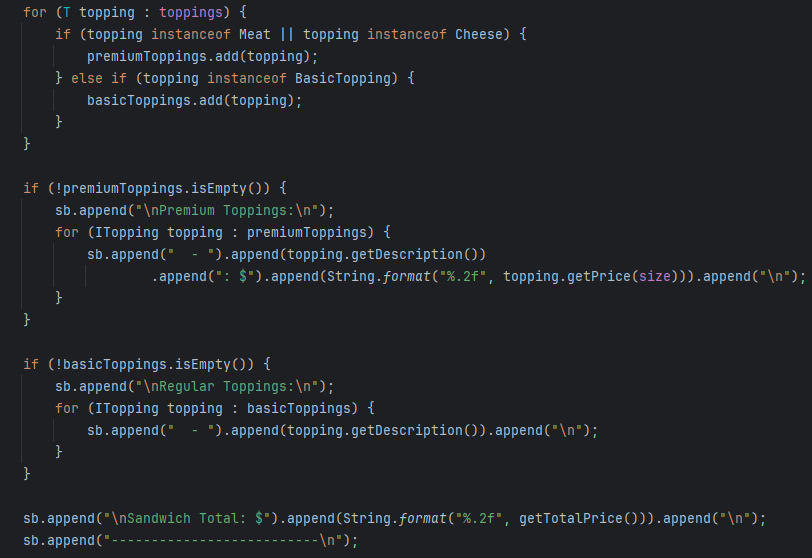 for (T topping : toppings) {
    if (topping instanceof Meat || topping instanceof Cheese) {
        premiumToppings.add(topping);
    } else if (topping instanceof BasicTopping) {
        basicToppings.add(topping);
    }
}

if (!premiumToppings.isEmpty()) {
    sb.append("\nPremium Toppings:\n");
    for (ITopping topping : premiumToppings) {
        sb.append("  - ").append(topping.getDescription())
                .append(": $").append(String.format("%.2f", topping.getPrice(size))).append("\n");
    }
}

if (!basicToppings.isEmpty()) {
    sb.append("\nRegular Toppings:\n");
    for (ITopping topping : basicToppings) {
        sb.append("  - ").append(topping.getDescription()).append("\n");
    }
}

sb.append("\nSandwich Total: $").append(String.format("%.2f", getTotalPrice())).append("\n");
sb.append("--------------------------\n");